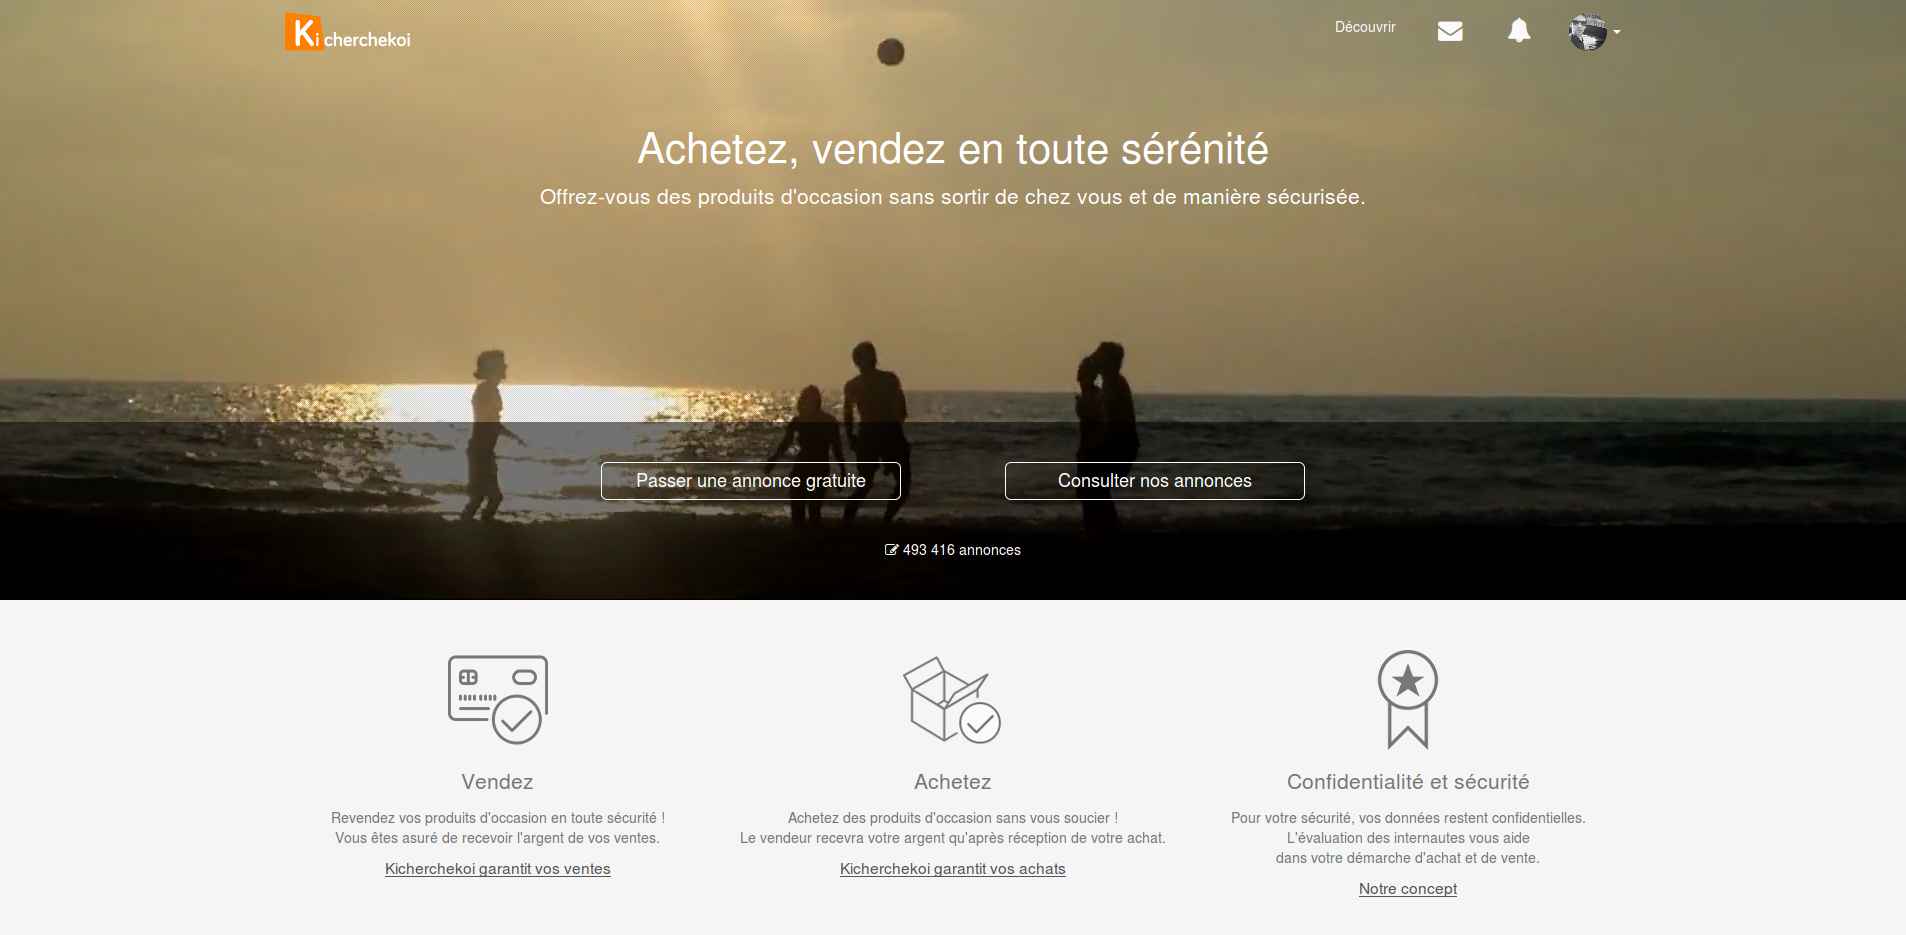 Kicherchekoi
Découvrir
Achetez, vendez en toute sérénité
Offrez-vous des produits d'occasion sans sortir de chez vous et de manière sécurisée.
Passer une annonce gratuite
Consulter nos annonces
493 416 annonces
Vendez
Revendez vos produits d'occasion en toute sécurité !
Vous êtes asuré de recevoir l'argent de vos ventes.
Kicherchekoi garantit vos ventes
Achetez
Achetez des produits d'occasion sans vous soucier !
Le vendeur recevra votre argent qu'après réception de votre achat.
Kicherchekoi garantit vos achats
Confidentialité et sécurité
Pour votre sécurité, vos données restent confidentielles.
L'évaluation des internautes vous aide
dans votre démarche d'achat et de vente.
Notre concept